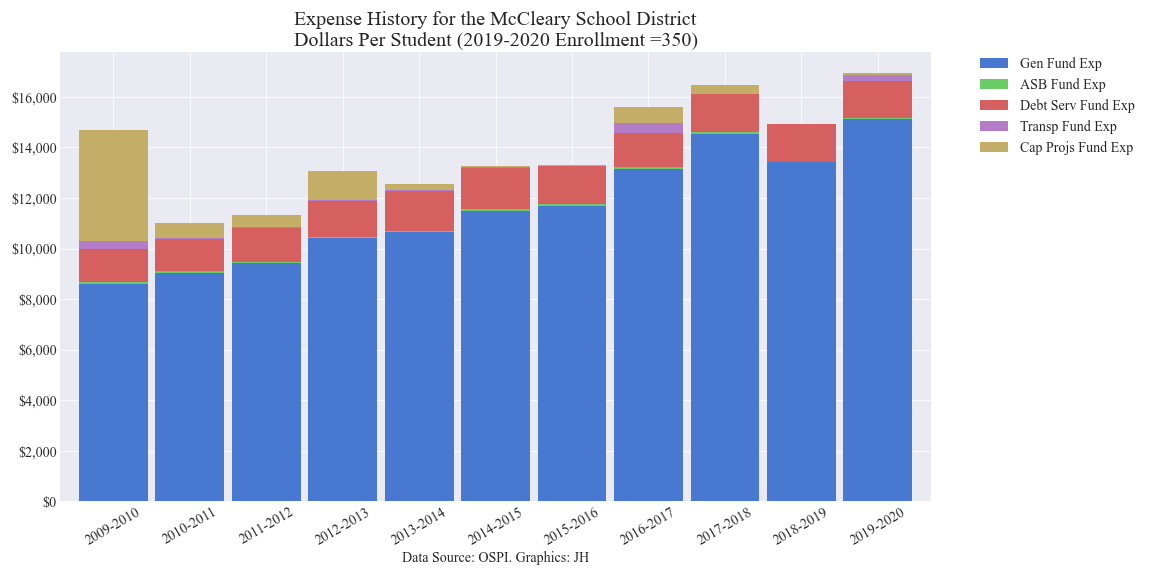 Expense History for the McCleary School District
Dollars Per Student (2019-2020 Enrollment =350)
Gen Fund Exp
ASB Fund Exp
Debt Serv Fund Exp
Transp Fund Exp
Cap Projs Fund Exp
$16,000
$14,000
$12,000
$10,000
$8,000
$6,000
$4,000
$2,000
$0
2009-2010
2010-2011
2011-2012
2012-2013
2013-2014
2014-2015
2015-2016
2016-2017
2017-2018
2018-2019
2019-2020
Data Source: OSPI. Graphics: JH